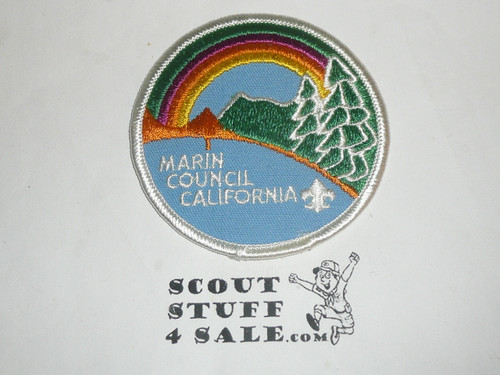 MARIN
COUNCIL
CALIFORNIA
SCOUT
STUFF
4 SALE.COM